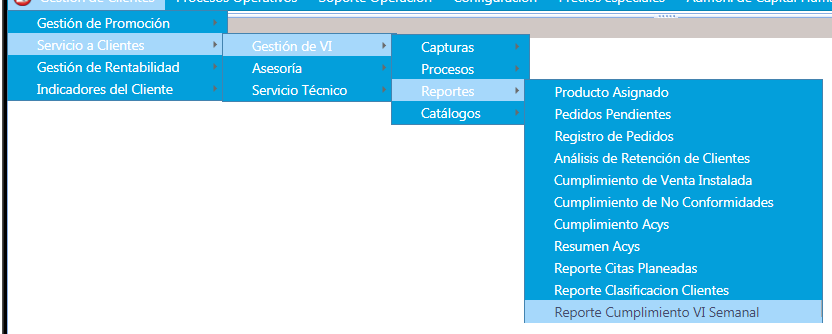 Gestión de Clientes Procesos Operativos Soporte Operación Configuración Precios Especiales Admon de Capital
Gestión de Promoción
Servicio a Clientes
Gestión de Rentabilidad
Indicadores del Cliente
Gestión de VI
Asesoría
Servicio Técnico
Capturas
Procesos
Reportes
Catálogos
Producto Asignado
Pedidos Pendientes
Registro de Pedidos
Análisis de Retención de Clientes
Cumplimiento de Venta Instalada
Cumplimiento de No Conformidades
Cumplimiento Acys
Resumen Acys
Reporte Citas Planeadas
Reporte Clasificacion Clientes
Reporte Cumplimiento VI Semanal